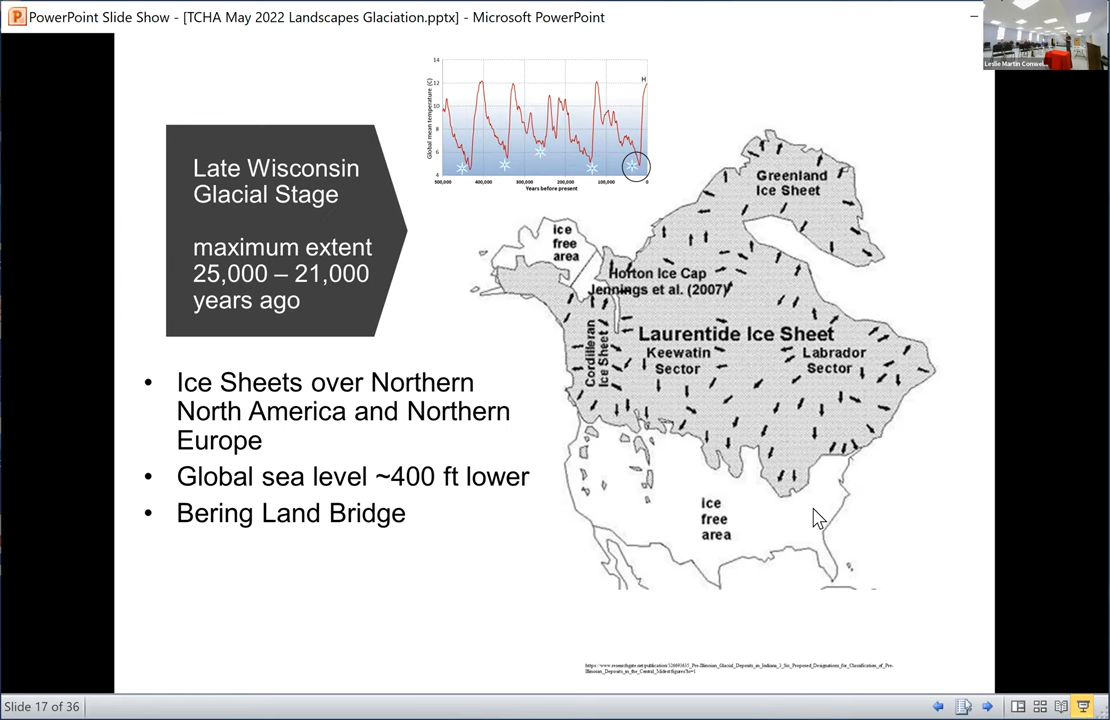 PowerPoint Slide Show - [TCHA May 2022 Landscapes Glaciation.pptx] - Microsoft PowerPoint
Leslie Martin Conwel
14
12
10
8
6
4
Global mean temperature (C)
H
500,000 400,000 300,000 200,000 100,000 0
Years before present
Late Wisconsin
Glacial Stage
maximum extent
25,000 – 21,000
years ago
• Ice Sheets over Northern
North America and Northern
Europe
• Global sea level ~400 ft lower
• Bering Land Bridge
Greenland
Ice Sheet
ice
free
area
Horton Ice Cap
Jennings et al. (2007)
Laurentide Ice Sheet
Cordilleran
Ice Sheet
Keewatin
Sector
Labrador
Sector
ice
free
area
Slide 17 of 36